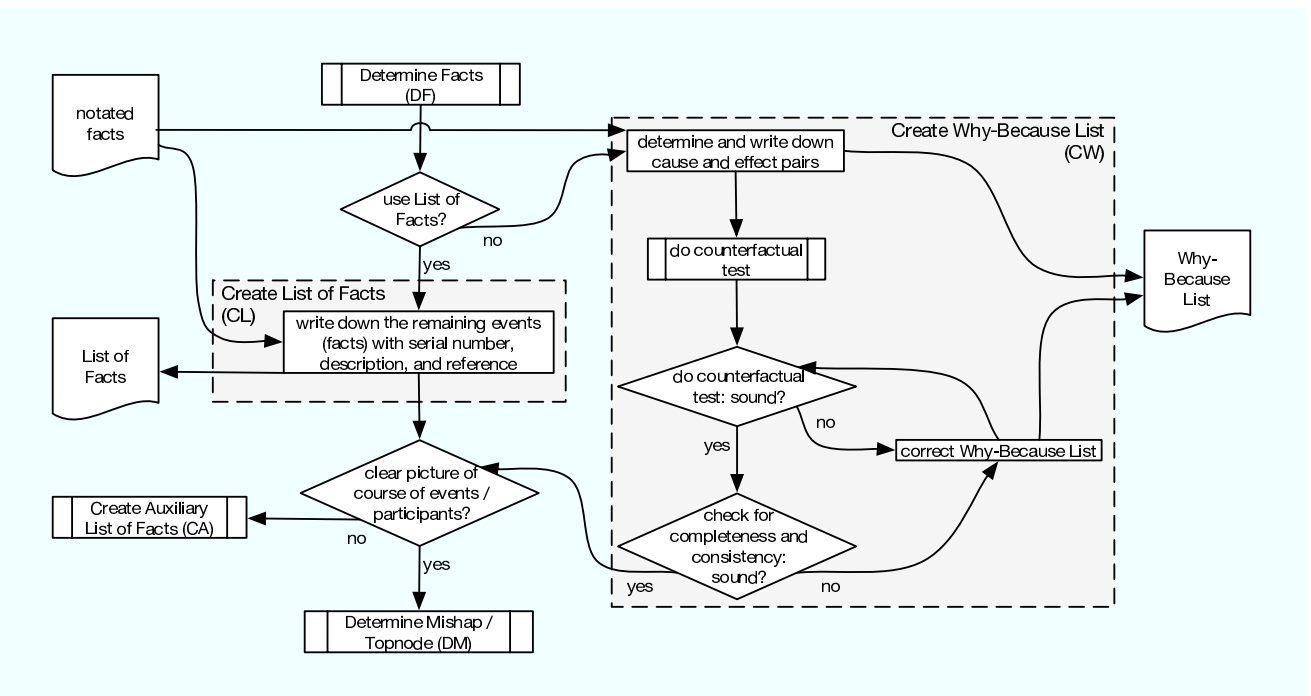 Determine Facts
(DF)
notated
facts
Create Why-Because List
(CW)
determine and write down
cause and effect pairs
use List of
Facts?
no
yes
do counterfactual
test
Why-
Because
List
Create List of Facts
(CL)
write down the remaining events
(facts) with serial number,
description, and reference
List of
Facts
do counterfactual
test: sound?
no
yes
correct Why-Because List
clear picture of
course of events /
participants?
Create Auxiliary
List of Facts (CA)
no
yes
check for
completeness and
consistency:
sound?
yes
no
Determine Mishap /
Topnode (DM)